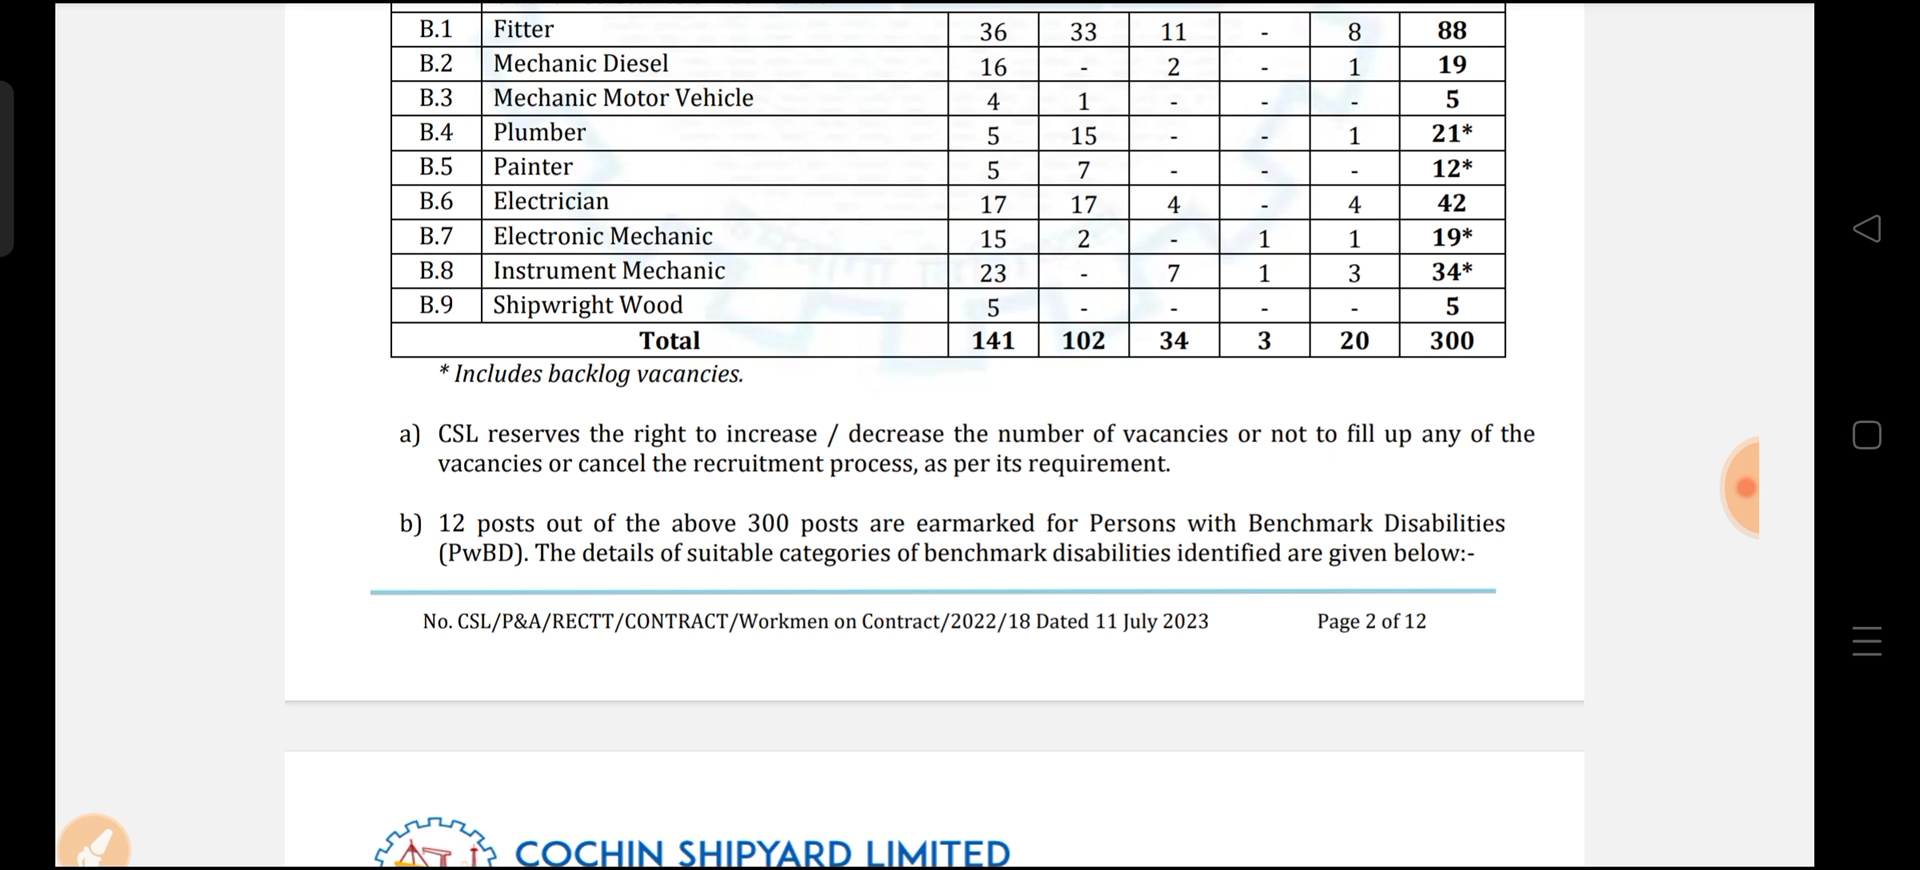 B.1 Fitter 36 33 11 - 8 88
B.2 Mechanic Diesel 16 - 2 - 1 19
B.3 Mechanic Motor Vehicle 4 1 - - - 5
B.4 Plumber 5 15 - - 1 21*
B.5 Painter 5 7 - - - 12*
B.6 Electrician 17 17 4 - 4 42
B.7 Electronic Mechanic 15 2 - 1 1 19*
B.8 Instrument Mechanic 23 - 7 1 3 34*
B.9 Shipwright Wood 5 - - - - 5
Total 141 102 34 3 20 300
* Includes backlog vacancies.
a) CSL reserves the right to increase / decrease the number of vacancies or not to fill up any of the
vacancies or cancel the recruitment process, as per its requirement.
b) 12 posts out of the above 300 posts are earmarked for Persons with Benchmark Disabilities
(PwBD). The details of suitable categories of benchmark disabilities identified are given below:-
No. CSL/P&A/RECTT/CONTRACT/Workmen on Contract/2022/18 Dated 11 July 2023 Page 2 of 12
COCHIN SHIPYARD LIMITED